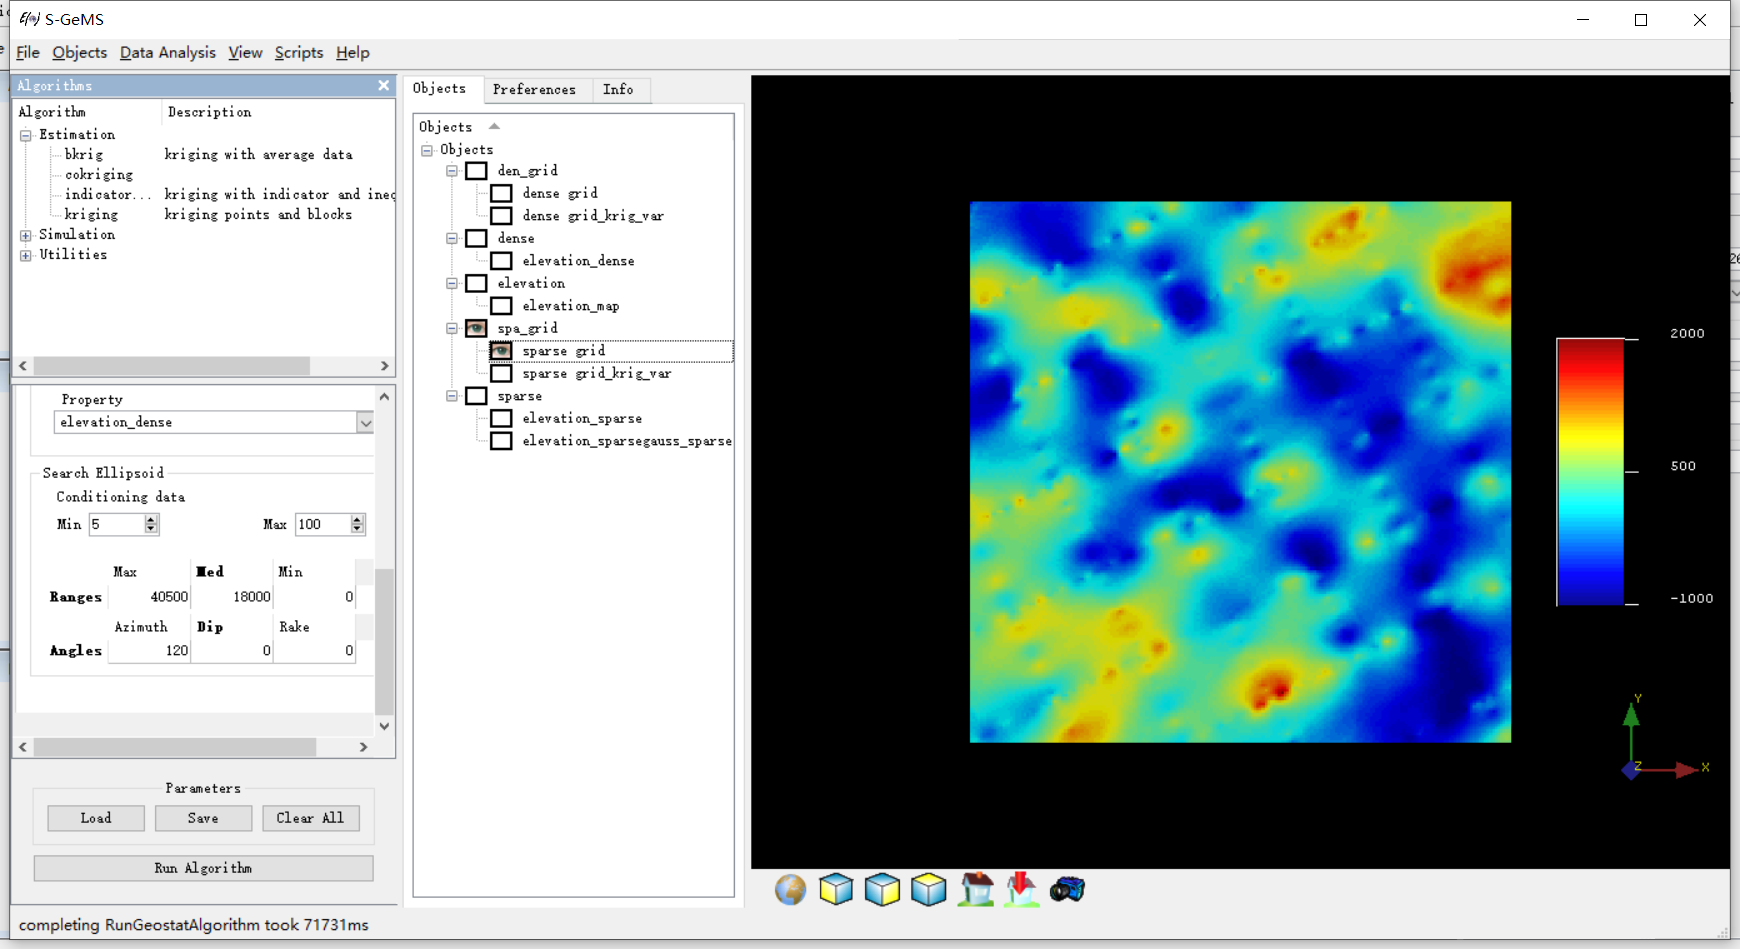 S-GeMS
File Objects Data Analysis View Scripts Help
Algorithms
Algorithm Description
Estimation
bkrig kriging with average data
cokriging
indicator... kriging with indicator and ineq
kriging kriging points and blocks
Simulation
Utilities
Property
elevation_dense
Search Ellipsoid
Conditioning data
Min 5 Max 100
Max Med Min
Ranges 40500 18000 0
Azimuth Dip Rake
Angles 120 0 0
Parameters
Load Save Clear All
Run Algorithm
completing RunGeostatAlgorithm took 71731ms
Objects Preferences Info
Objects
Objects
den_grid
dense grid
dense grid_krig_var
dense
elevation_dense
elevation
elevation_map
spa_grid
sparse grid
sparse grid_krig_var
sparse
elevation_sparse
elevation_sparsegauss_sparse
2000
500
-1000
Y
Z X